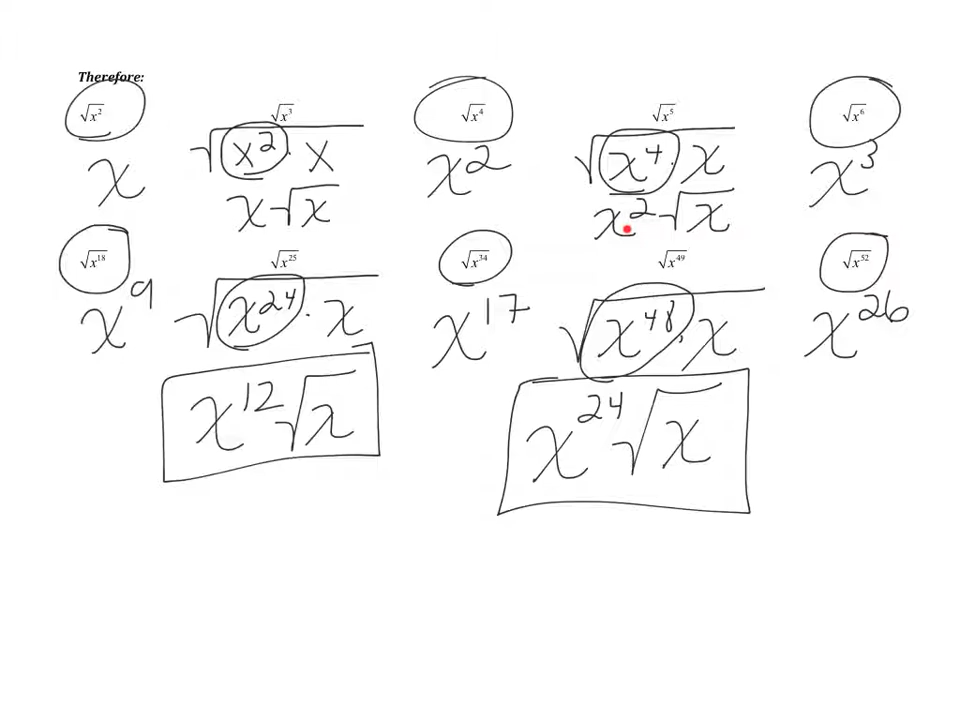 Therefore:
√x² √x³ √x⁴ √x⁵ √x⁶
x √x²·x x² √x⁴·x x³
x√x x²√x
√x¹⁸ √x²⁵ √x³⁴ √x⁴⁹ √x⁵²
x⁹ √x²⁴·x x¹⁷ √x⁴⁸·x x²⁶
x¹²√x x²⁴√x